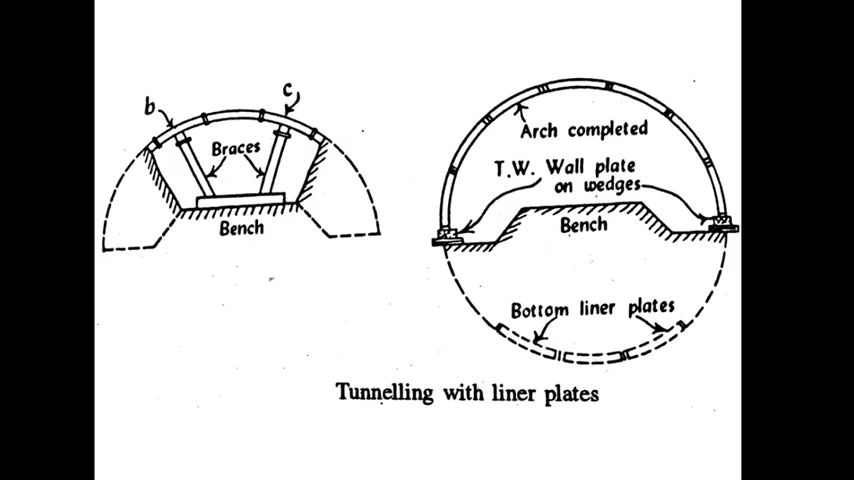 b
c
Braces
Bench
Arch completed
T.W. Wall plate
on wedges
Bench
Bottom liner plates
Tunnelling with liner plates